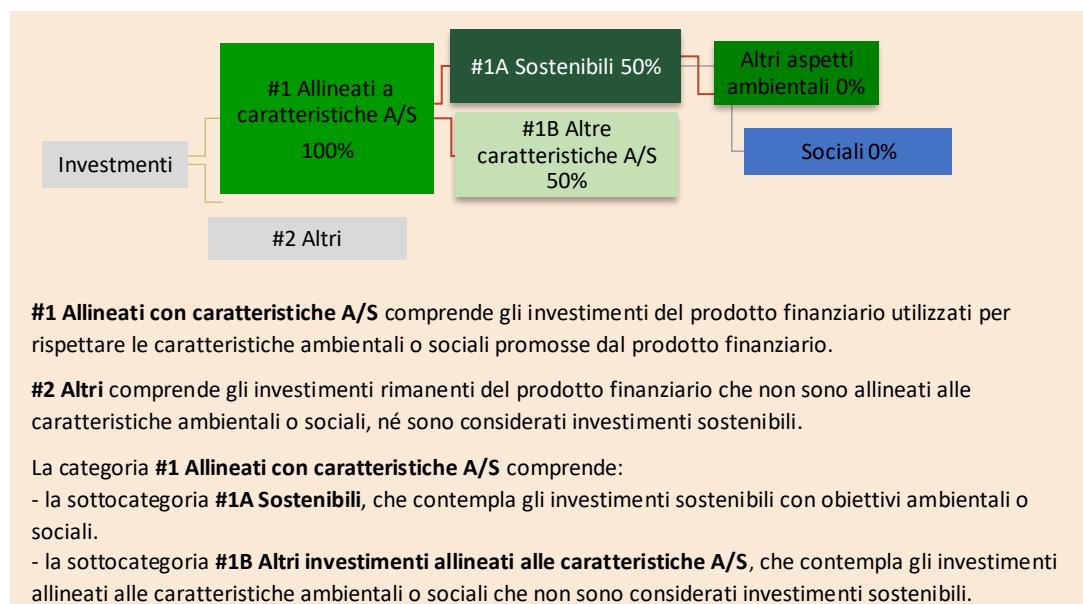 #1 Allineati a
caratteristiche A/S
100%
#1A Sostenibili 50%
Altri aspetti
ambientali 0%
#1B Altre
caratteristiche A/S
50%
Sociali 0%
Investmenti
#2 Altri
#1 Allineati con caratteristiche A/S comprende gli investimenti del prodotto finanziario utilizzati per
rispettare le caratteristiche ambientali o sociali promosse dal prodotto finanziario.
#2 Altri comprende gli investimenti rimanenti del prodotto finanziario che non sono allineati alle
caratteristiche ambientali o sociali, né sono considerati investimenti sostenibili.
La categoria #1 Allineati con caratteristiche A/S comprende:
- la sottocategoria #1A Sostenibili, che contempla gli investimenti sostenibili con obiettivi ambientali o
sociali.
- la sottocategoria #1B Altri investimenti allineati alle caratteristiche A/S, che contempla gli investimenti
allineati alle caratteristiche ambientali o sociali che non sono considerati investimenti sostenibili.